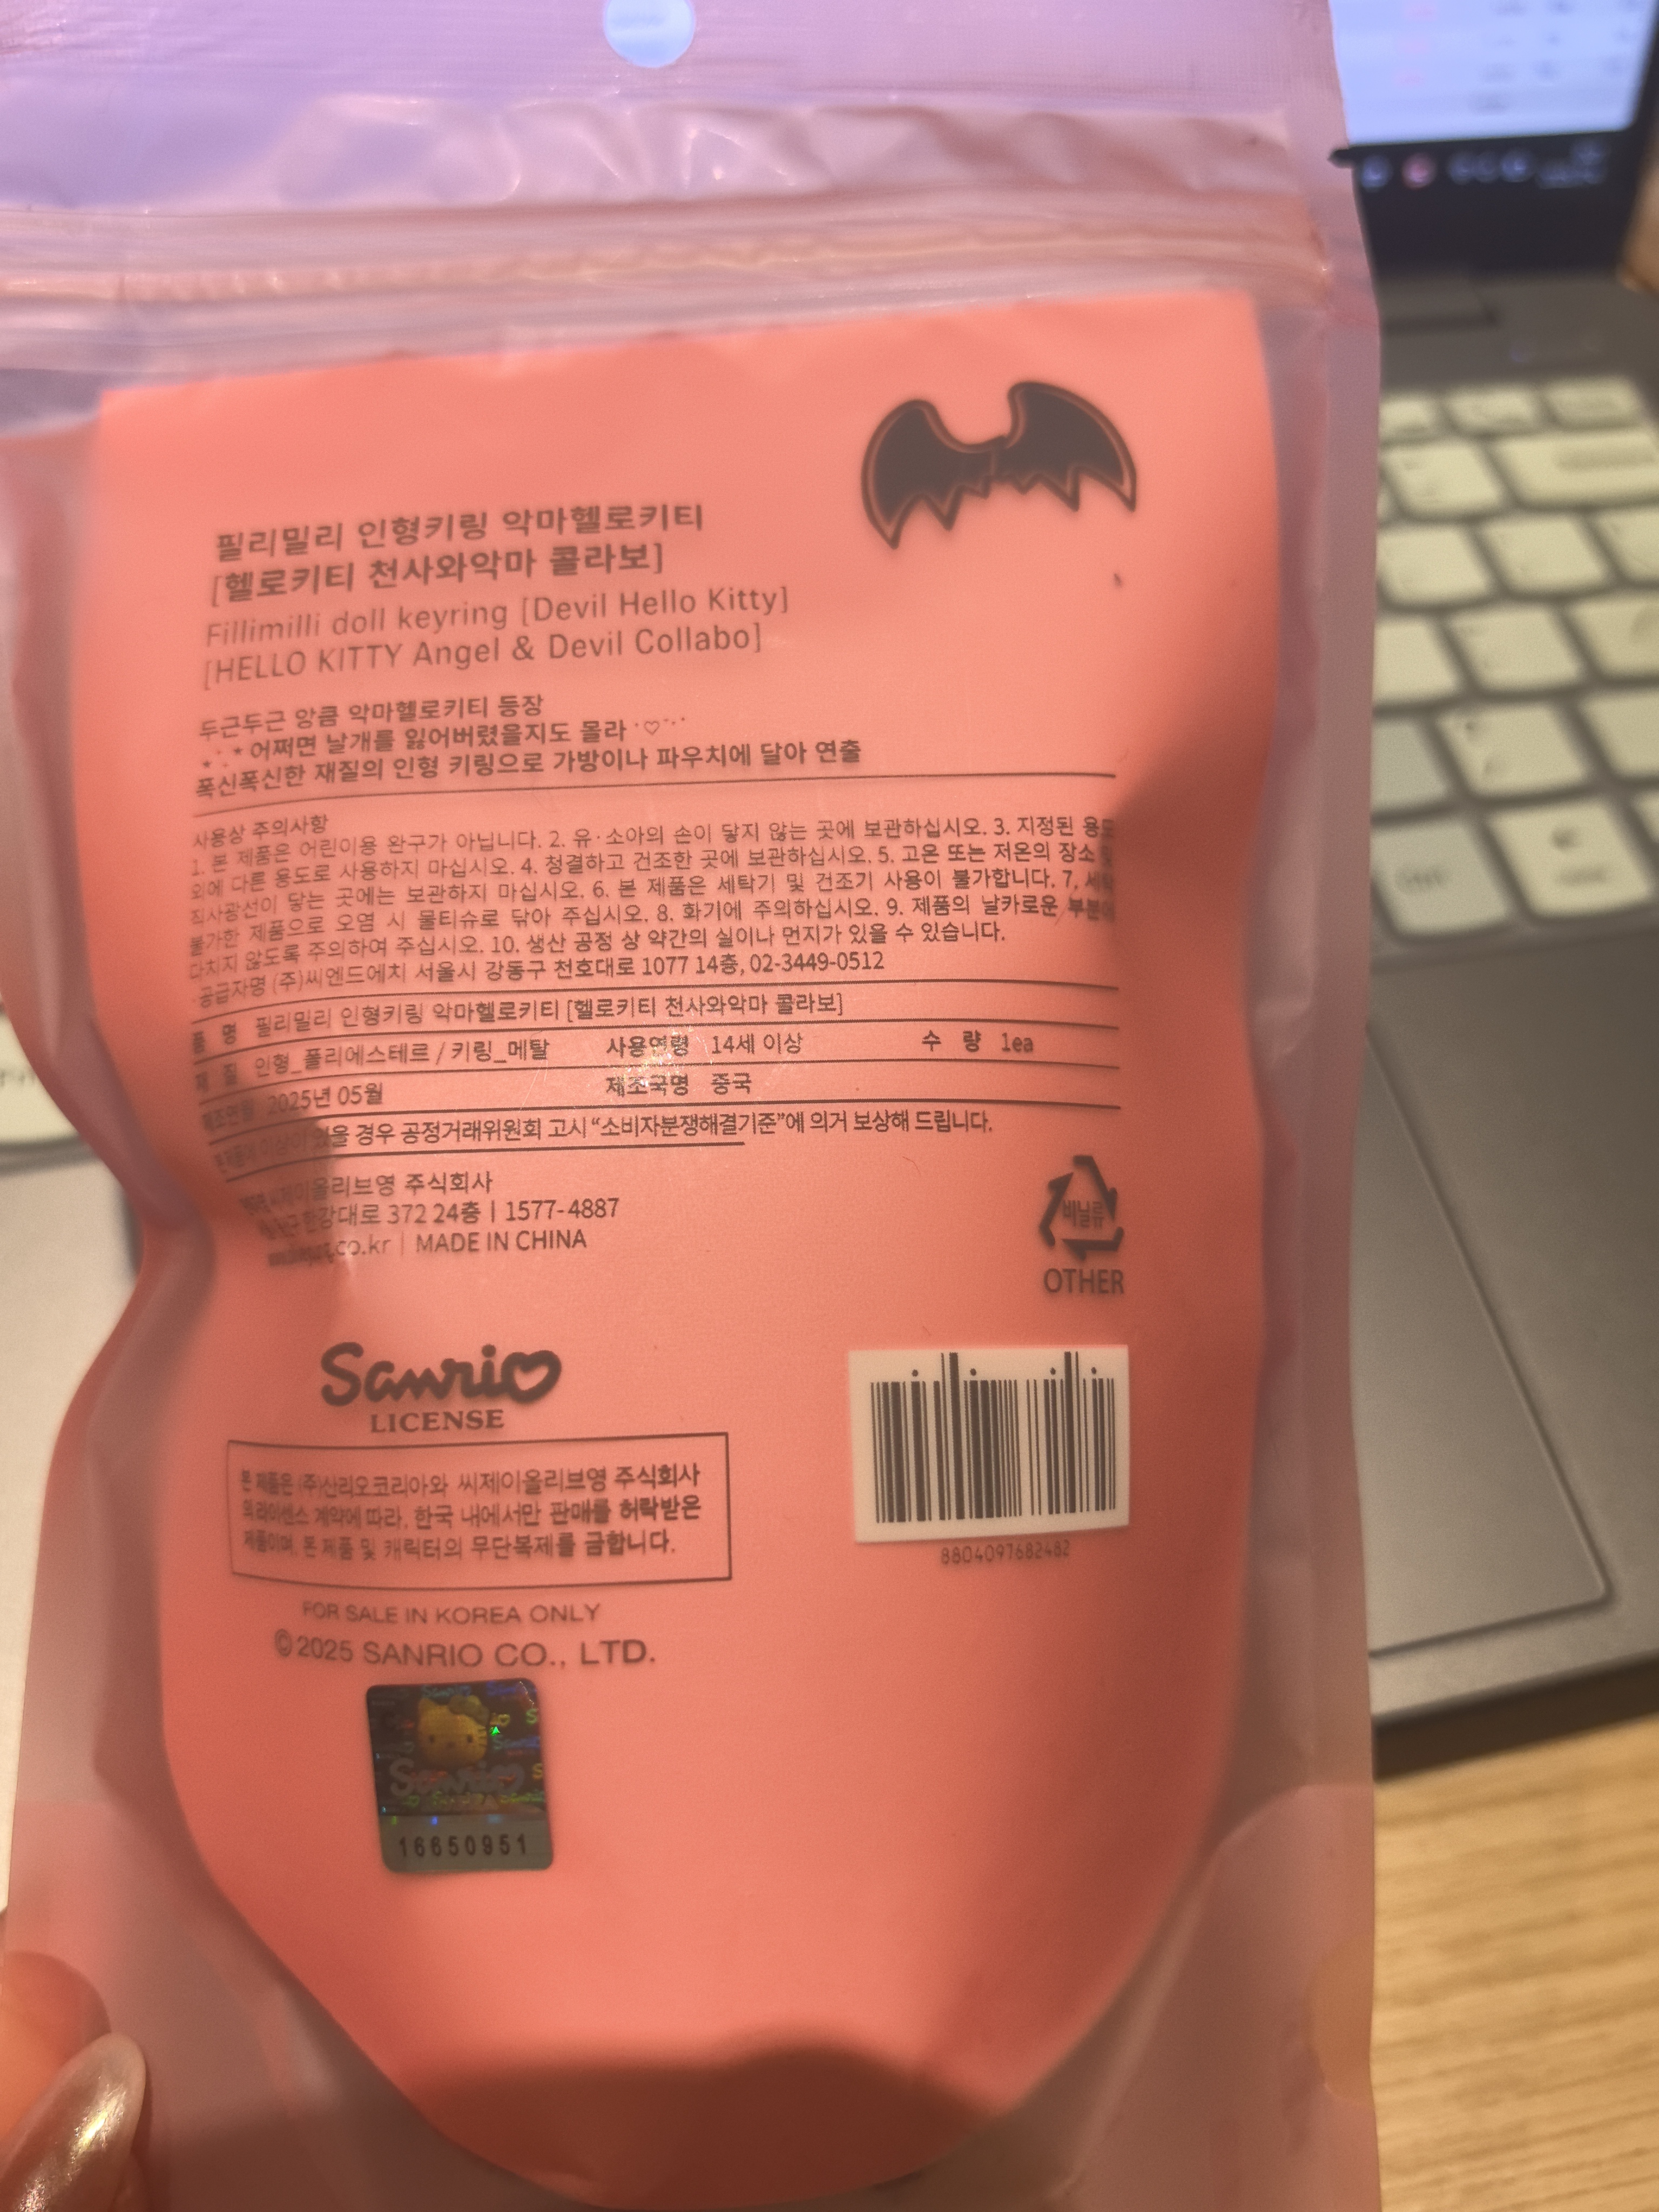 필리밀리 인형키링 악마헬로키티
[헬로키티 천사와악마 콜라보]
Fillimilli doll keyring [Devil Hello Kitty]
[HELLO KITTY Angel & Devil Collabo]
두근두근 앙큼 악마헬로키티 등장
어쩌면 날개를 잃어버렸을지도 몰라
폭신폭신한 재질의 인형 키링으로 가방이나 파우치에 달아 연출
사용상 주의사항
1. 본 제품은 어린이용 완구가 아닙니다. 2. 유·소아의 손이 닿지 않는 곳에 보관하십시오. 3. 지정된 용도
외에 다른 용도로 사용하지 마십시오. 4. 청결하고 건조한 곳에 보관하십시오. 5. 고온 또는 저온의 장소
직사광선이 닿는 곳에는 보관하지 마십시오. 6. 본 제품은 세탁기 및 건조기 사용이 불가합니다. 7.
불가한 제품으로 오염 시 물티슈로 닦아 주십시오. 8. 화기에 주의하십시오. 9. 제품의 날카로운
다치지 않도록 주의하여 주십시오. 10. 생산 공정 상 약간의 실이나 먼지가 있을 수 있습니다.
·공급자명 (주)씨엔드에치 서울시 강동구 천호대로 1077 14층, 02-3449-0512
품 명 필리밀리 인형키링 악마헬로키티 [헬로키티 천사와악마 콜라보]
재 질 인형_폴리에스테르 / 키링_메탈 사용연령 14세 이상 수 량 1ea
제조연월 2025년 05월 제조국명 중국
있을 경우 공정거래위원회 고시 “소비자분쟁해결기준”에 의거 보상해 드립니다.
씨제이올리브영 주식회사
한강대로 372 24층 | 1577-4887
co.kr | MADE IN CHINA
비닐류
OTHER
Sanrio
LICENSE
본 제품은 (주)산리오코리아와 씨제이올리브영 주식회사
의 라이센스 계약에 따라, 한국 내에서만 판매를 허락받은
제품이며, 본 제품 및 캐릭터의 무단복제를 금합니다.
8804097682482
FOR SALE IN KOREA ONLY
©2025 SANRIO CO., LTD.
Sanrio
16650951